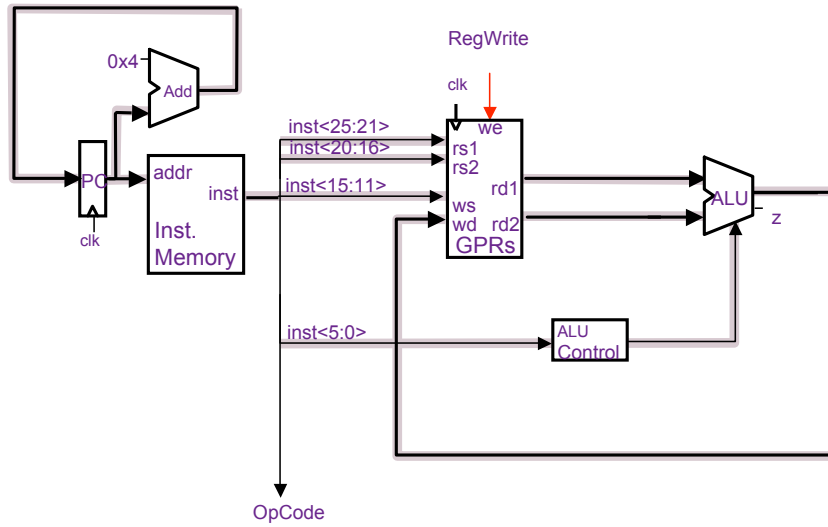 RegWrite
0x4
Add
clk
inst<25:21>
we
inst<20:16>
rs1
rs2
PC
addr
inst
inst<15:11>
rd1
ALU
ws
wd
rd2
z
clk
Inst.
Memory
GPRs
inst<5:0>
ALU
Control
OpCode